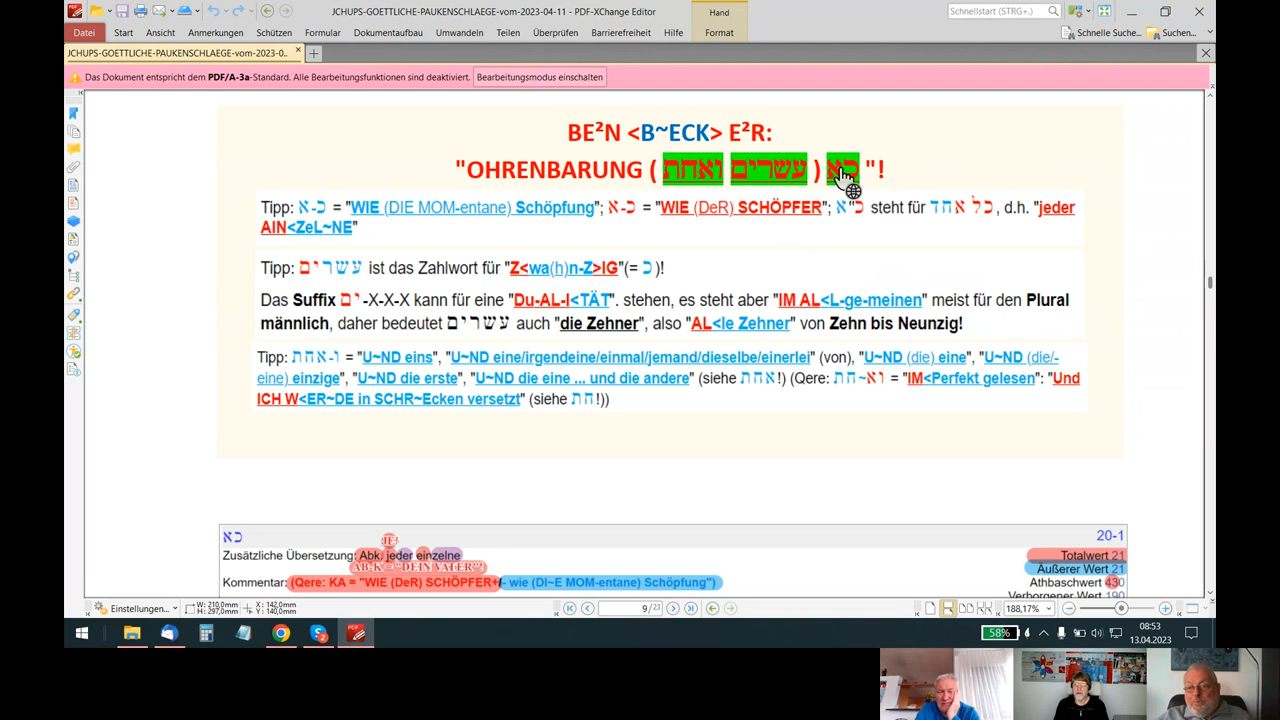 JCHUPS-GOETTLICHE-PAUKENSCHLAEGE-vom-2023-04-11 - PDF-XChange Editor
Hand
Schnellstart (STRG+.)
Datei Start Ansicht Anmerkungen Schützen Formular Dokumentaufbau Umwandeln Teilen Überprüfen Barrierefreiheit Hilfe Format Schnelle Suche... Suchen...
JCHUPS-GOETTLICHE-PAUKENSCHLAEGE-vom-2023-0.. ×
Das Dokument entspricht dem PDF/A-3a-Standard. Alle Bearbeitungsfunktionen sind deaktiviert. Bearbeitungsmodus einschalten
BE²N <B~ECK> E²R:
"OHRENBARUNG ( עשרים ואחת ) כא "!
Tipp: כ-א = "WIE (DIE MOM-entane) Schöpfung"; כ-א = "WIE (DeR) SCHÖPFER"; כ"א steht für כל אחד, d.h. "jeder
AIN<ZeL~NE"
Tipp: עשרים ist das Zahlwort für "Z<wa(h)n-Z>IG"(= כ)!
Das Suffix ים-X-X-X kann für eine "Du-AL-I<TÄT". stehen, es steht aber "IM AL<L-ge-meinen" meist für den Plural
männlich, daher bedeutet עשרים auch "die Zehner", also "AL<le Zehner" von Zehn bis Neunzig!
Tipp: ו-אחת = "U~ND eins", "U~ND eine/irgendeine/einmal/jemand/dieselbe/einerlei" (von), "U~ND (die) eine", "U~ND (die/-
eine) einzige", "U~ND die erste", "U~ND die eine ... und die andere" (siehe אחת!) (Qere: וא~חת = "IM<Perfekt gelesen": "Und
ICH W<ER~DE in SCHR~Ecken versetzt" (siehe חת!))
כא 20-1
Zusätzliche Übersetzung: Abk. jeder einzelne Totalwert 21
AB-K = "DEIN VATER"! Äußerer Wert 21
Kommentar: (Qere: KA = "WIE (DeR) SCHÖPFER+/- wie (DI~E MOM-entane) Schöpfung") Athbaschwert 430
Verborgener Wert 190
Einstellungen... W: 210,0mm H: 297,0mm X: 142,0mm Y: 140,0mm 9 / 23 188,17%
58% 08:53
13.04.2023